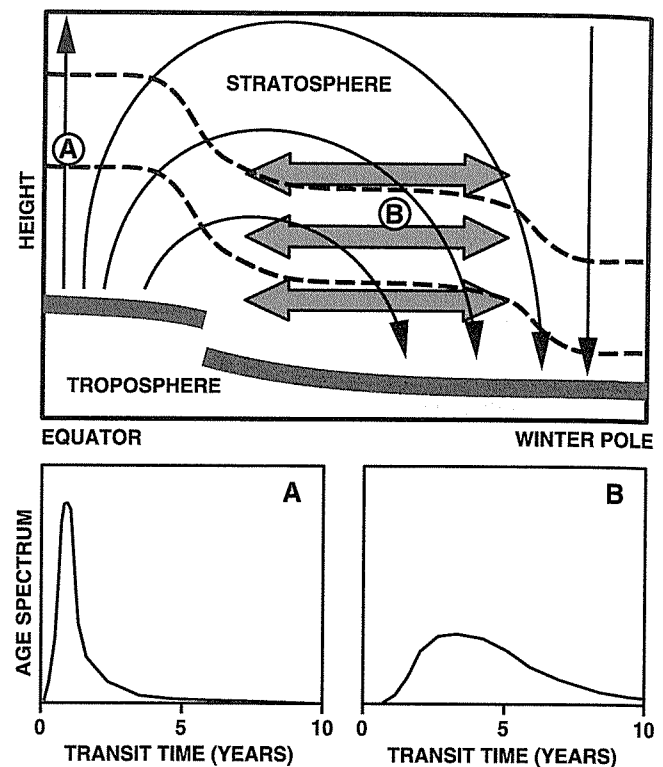 STRATOSPHERE
A
B
HEIGHT
TROPOSPHERE
EQUATOR
WINTER POLE
A
B
AGE SPECTRUM
0 5 10
0 5 10
TRANSIT TIME (YEARS)
TRANSIT TIME (YEARS)